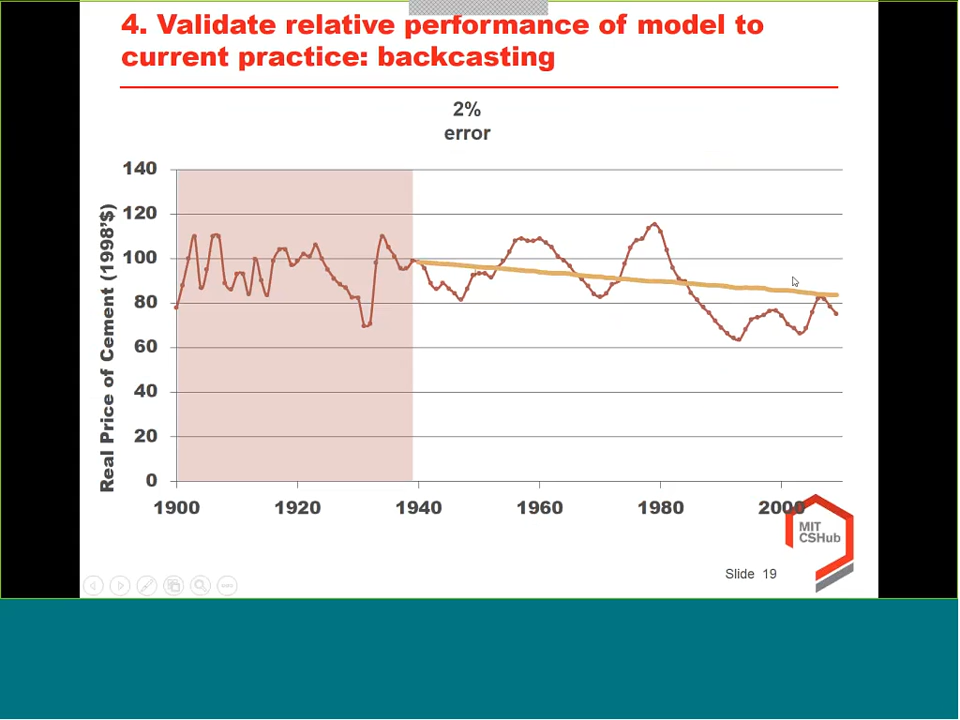 4. Validate relative performance of model to
current practice: backcasting
2%
error
Real Price of Cement (1998'$)
140
120
100
80
60
40
20
0
1900
1920
1940
1960
1980
2000
MIT
CSHub
Slide 19